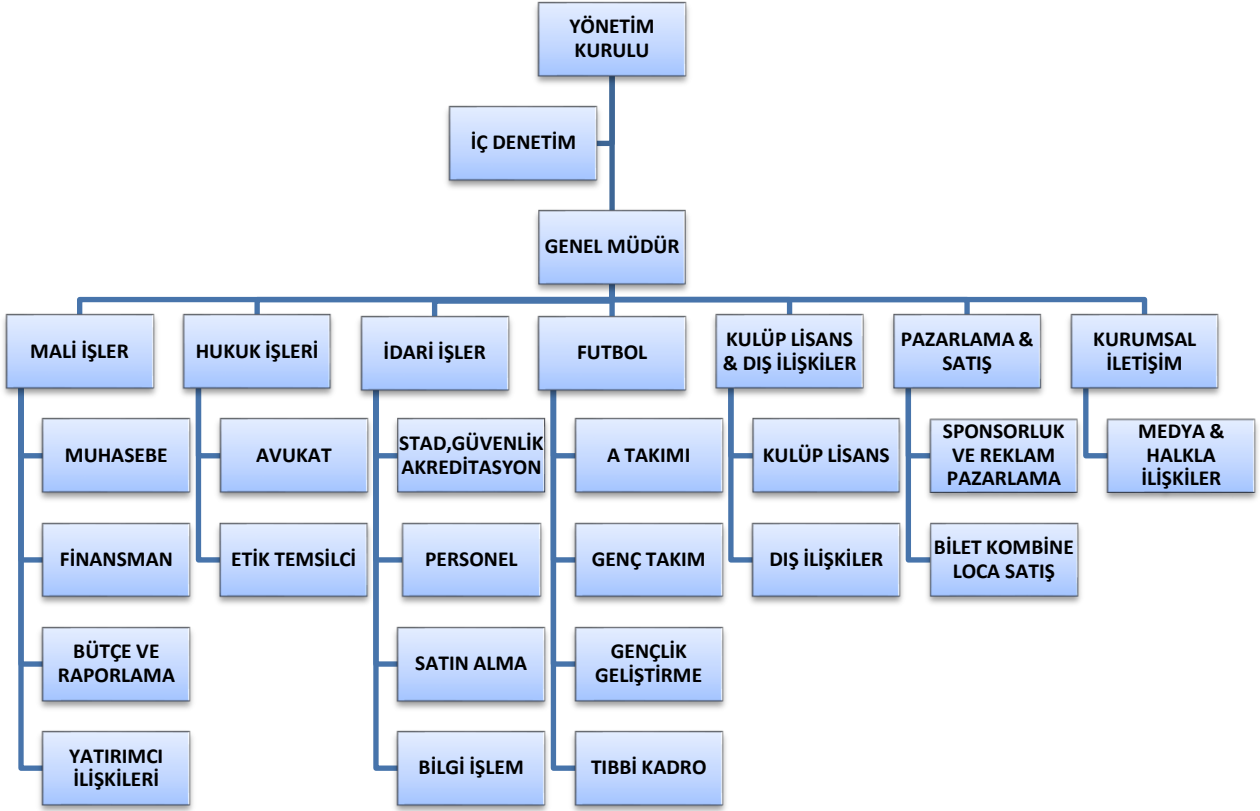 YÖNETİM
KURULU
İÇ DENETİM
GENEL MÜDÜR
MALİ İŞLER
HUKUK İŞLERİ
İDARİ İŞLER
FUTBOL
KULÜP LİSANS
& DIŞ İLİŞKİLER
PAZARLAMA &
SATIŞ
KURUMSAL
İLETİŞİM
MUHASEBE
AVUKAT
STAD,GÜVENLİK
AKREDİTASYON
A TAKIMI
KULÜP LİSANS
SPONSORLUK
VE REKLAM
PAZARLAMA
MEDYA &
HALKLA
İLİŞKİLER
FİNANSMAN
ETİK TEMSİLCİ
PERSONEL
GENÇ TAKIM
DIŞ İLİŞKİLER
BİLET KOMBİNE
LOCA SATIŞ
BÜTÇE VE
RAPORLAMA
SATIN ALMA
GENÇLİK
GELİŞTİRME
YATIRIMCI
İLİŞKİLERİ
BİLGİ İŞLEM
TIBBİ KADRO